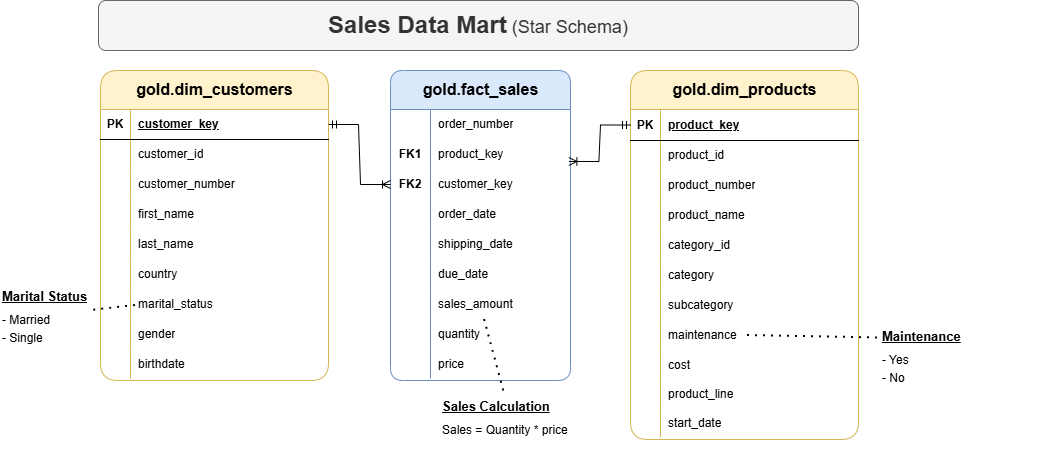 Sales Data Mart (Star Schema)
gold.dim_customers
PK customer_key
customer_id
customer_number
first_name
last_name
country
marital_status
gender
birthdate
Marital Status
- Married
- Single
gold.fact_sales
order_number
FK1 product_key
FK2 customer_key
order_date
shipping_date
due_date
sales_amount
quantity
price
Sales Calculation
Sales = Quantity * price
gold.dim_products
PK product_key
product_id
product_number
product_name
category_id
category
subcategory
maintenance
cost
product_line
start_date
Maintenance
- Yes
- No